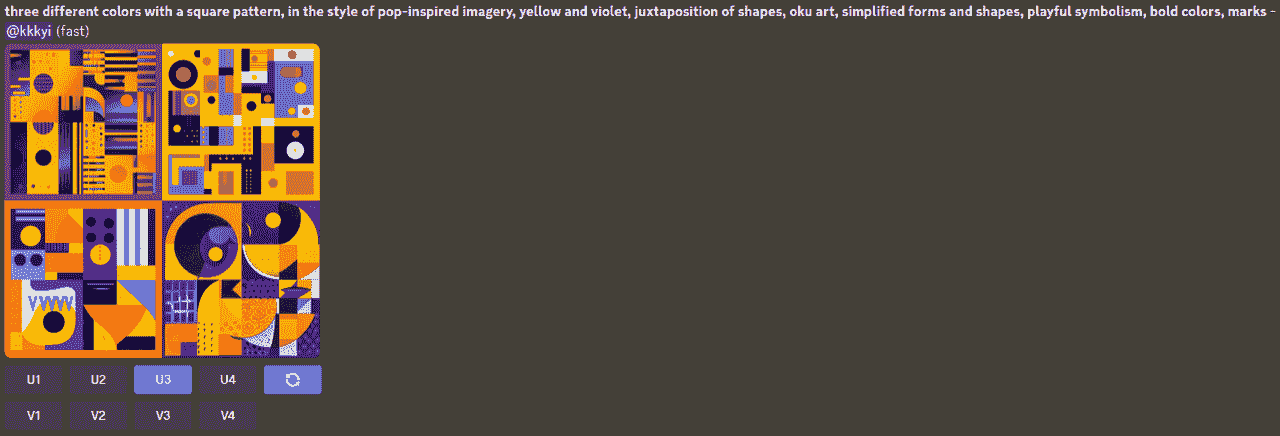 three different colors with a square pattern, in the style of pop-inspired imagery, yellow and violet, juxtaposition of shapes, oku art, simplified forms and shapes, playful symbolism, bold colors, marks -
@kkkyi (fast)
U1 U2 U3 U4
V1 V2 V3 V4